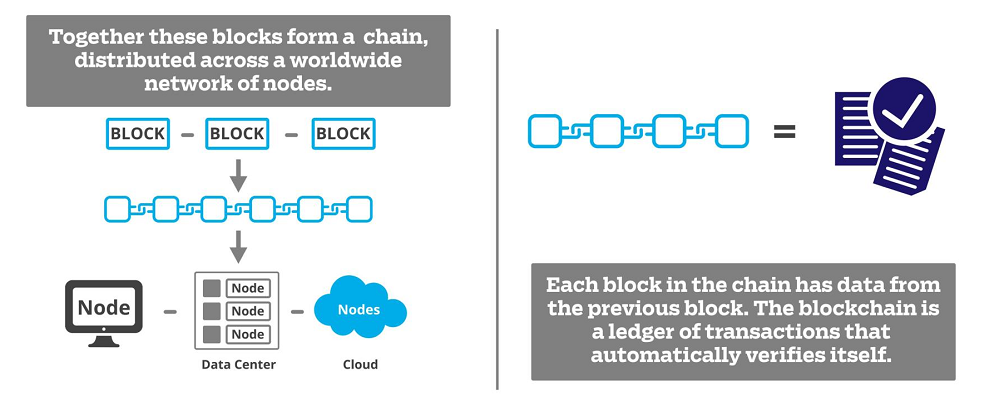 Together these blocks form a chain,
distributed across a worldwide
network of nodes.
BLOCK – BLOCK – BLOCK
Node
Node
Node
Node
Nodes
Data Center
Cloud
=
Each block in the chain has data from
the previous block. The blockchain is
a ledger of transactions that
automatically verifies itself.